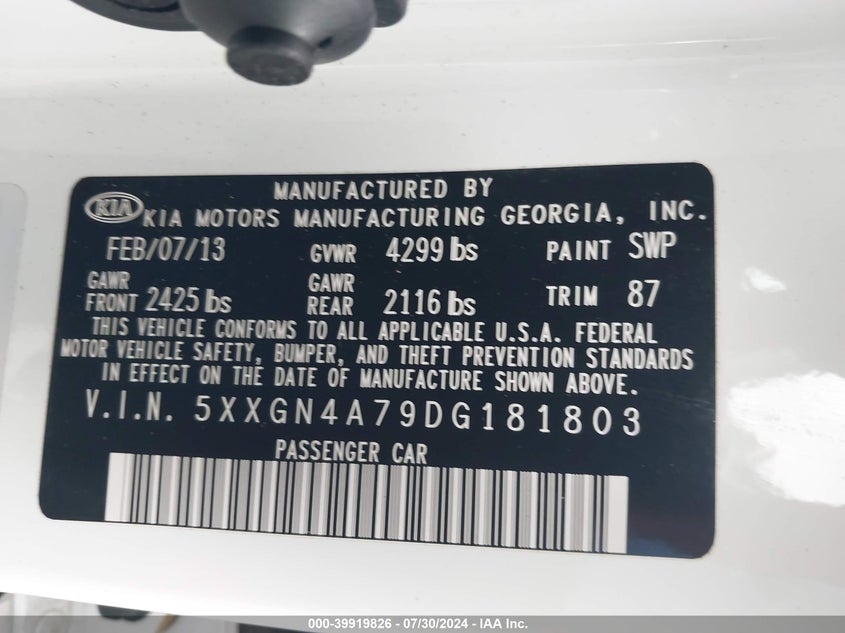 MANUFACTURED BY
KIA KIA MOTORS MANUFACTURING GEORGIA, INC.
FEB/07/13 GVWR 4299 lbs PAINT SWP
GAWR FRONT 2425 lbs GAWR REAR 2116 lbs TRIM 87
THIS VEHICLE CONFORMS TO ALL APPLICABLE U.S.A. FEDERAL
MOTOR VEHICLE SAFETY, BUMPER, AND THEFT PREVENTION STANDARDS
IN EFFECT ON THE DATE OF MANUFACTURE SHOWN ABOVE.
V.I.N. 5XXGN4A79DG181803
PASSENGER CAR
000-39919826 - 07/30/2024 - IAA Inc.